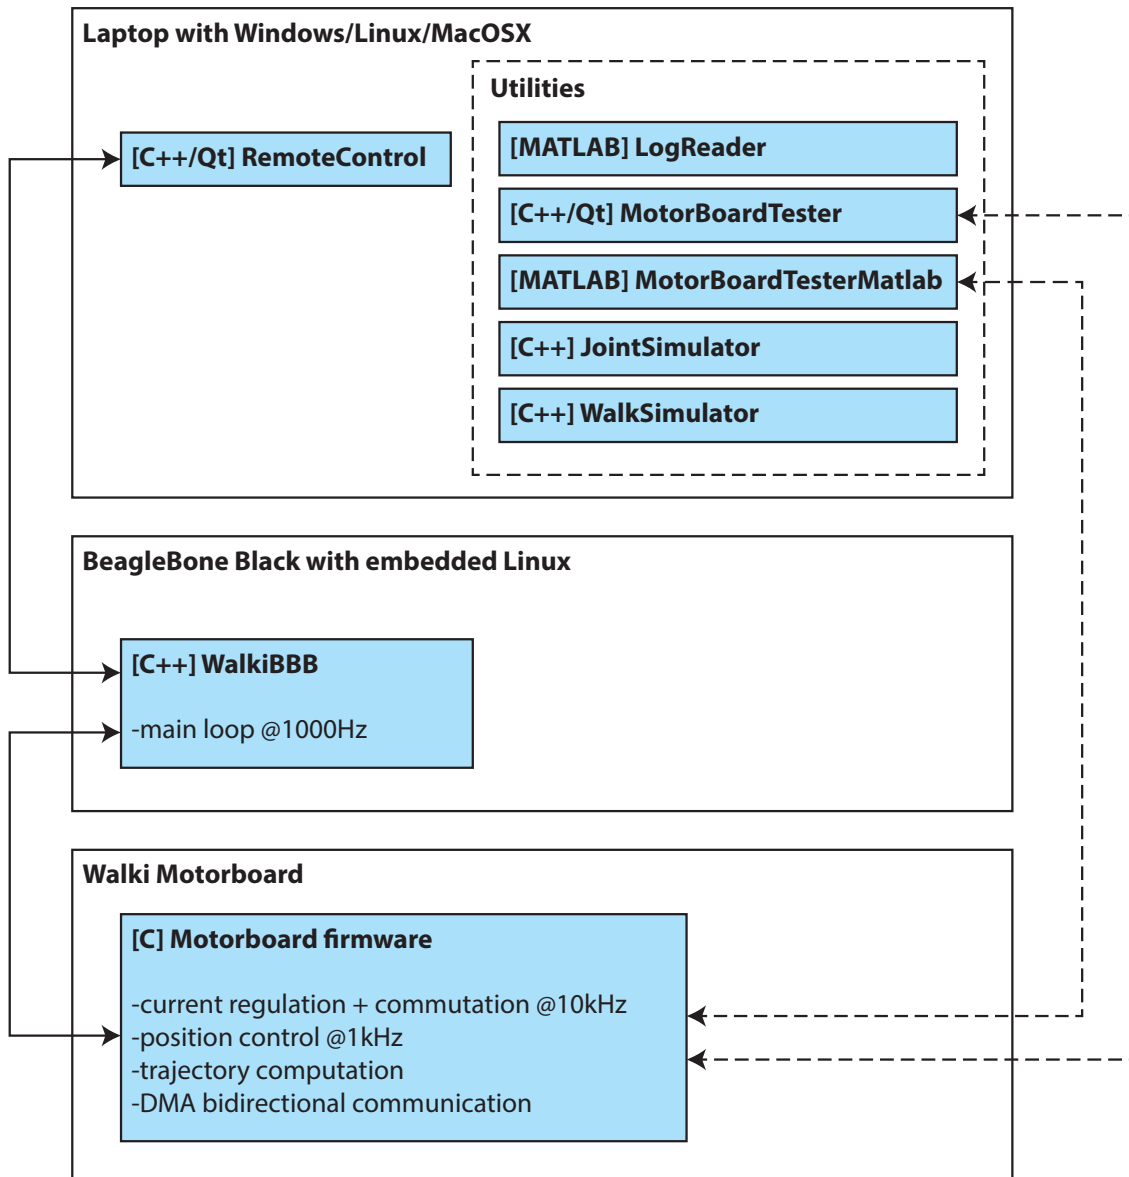 Laptop with Windows/Linux/MacOSX
Utilities
[C++/Qt] RemoteControl
[MATLAB] LogReader
[C++/Qt] MotorBoardTester
[MATLAB] MotorBoardTesterMatlab
[C++] JointSimulator
[C++] WalkSimulator
BeagleBone Black with embedded Linux
[C++] WalkiBBB
-main loop @1000Hz
Walki Motorboard
[C] Motorboard firmware
-current regulation + commutation @10kHz
-position control @1kHz
-trajectory computation
-DMA bidirectional communication